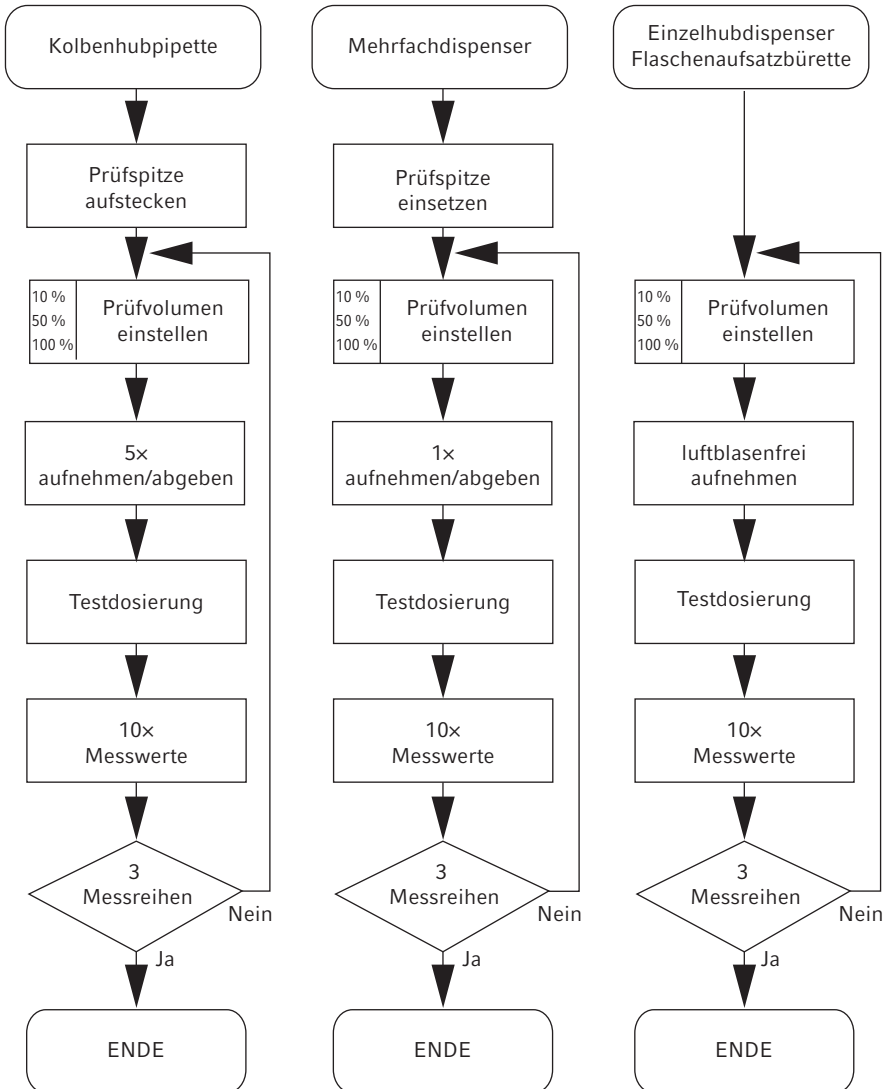 Kolbenhubpipette
Prüfspitze
aufstecken
10 %
50 %
100 %
Prüfvolumen
einstellen
5×
aufnehmen/abgeben
Testdosierung
10×
Messwerte
3
Messreihen
Nein
Ja
ENDE
Mehrfachdispenser
Prüfspitze
einsetzen
10 %
50 %
100 %
Prüfvolumen
einstellen
1×
aufnehmen/abgeben
Testdosierung
10×
Messwerte
3
Messreihen
Nein
Ja
ENDE
Einzelhubdispenser
Flaschenaufsatzbürette
10 %
50 %
100 %
Prüfvolumen
einstellen
luftblasenfrei
aufnehmen
Testdosierung
10×
Messwerte
3
Messreihen
Nein
Ja
ENDE